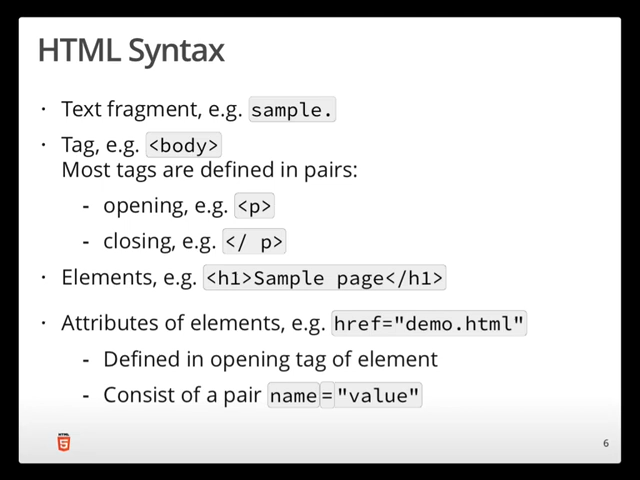 HTML Syntax
· Text fragment, e.g. sample.
· Tag, e.g. <body>
Most tags are defined in pairs:
- opening, e.g. <p>
- closing, e.g. </ p>
· Elements, e.g. <h1>Sample page</h1>
· Attributes of elements, e.g. href="demo.html"
- Defined in opening tag of element
- Consist of a pair name="value"
HTML
5
6